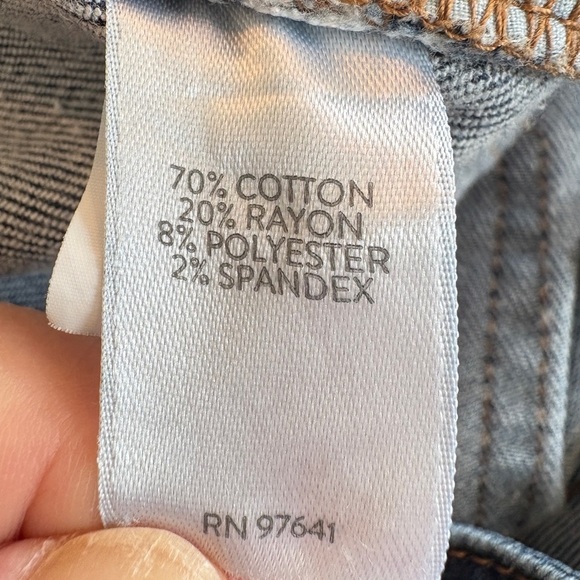 70% COTTON
20% RAYON
8% POLYESTER
2% SPANDEX
RN 97641